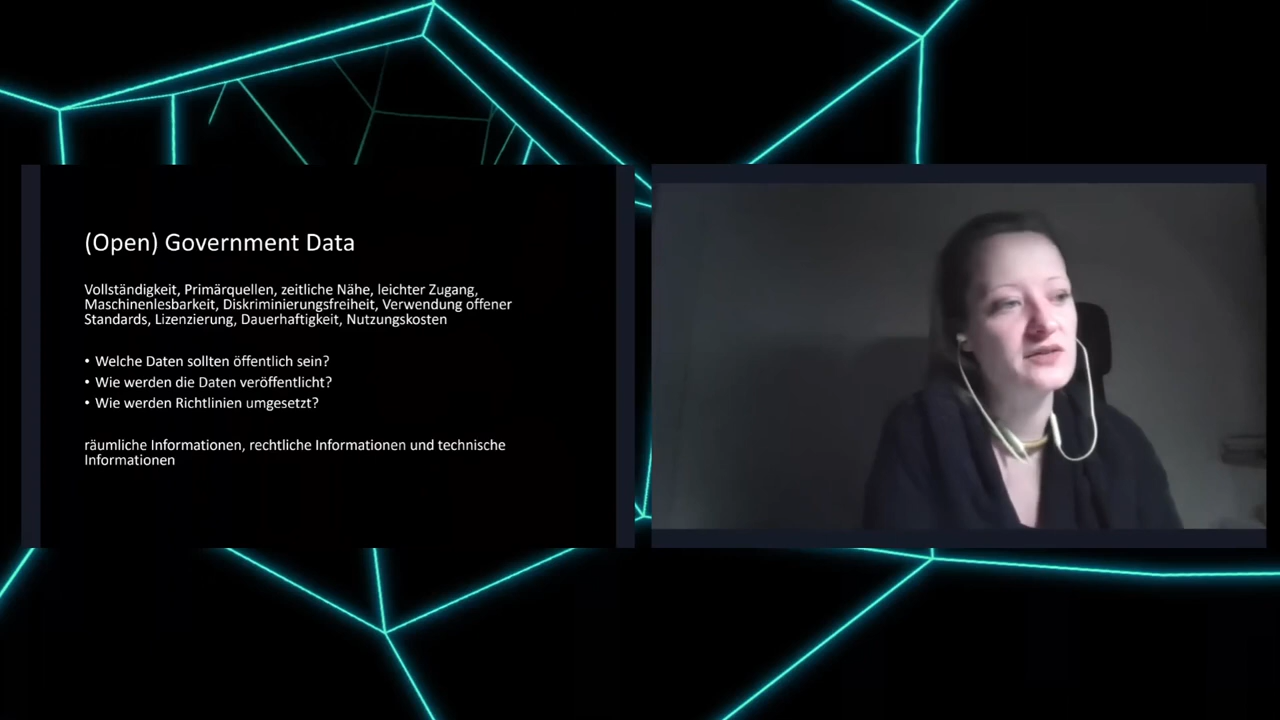 (Open) Government Data
Vollständigkeit, Primärquellen, zeitliche Nähe, leichter Zugang,
Maschinenlesbarkeit, Diskriminierungsfreiheit, Verwendung offener
Standards, Lizenzierung, Dauerhaftigkeit, Nutzungskosten
• Welche Daten sollten öffentlich sein?
• Wie werden die Daten veröffentlicht?
• Wie werden Richtlinien umgesetzt?
räumliche Informationen, rechtliche Informationen und technische
Informationen